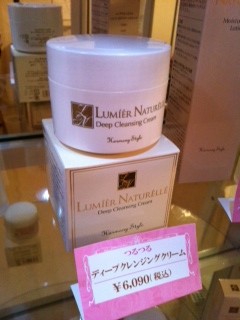 LUMIÉR NATURELLE
Deep Cleansing Cream
Harmony Style
LUMIÉR NATURELLE
Deep Cleansing Cream
Harmony Style
つるつる
ディープクレンジングクリーム
￥6,090(税込)